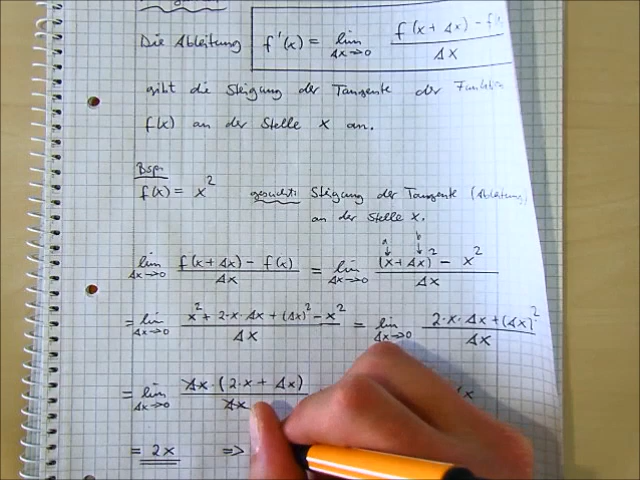 Die Ableitung f'(x) = lim Δx→0 f(x + Δx) - f(
Δx
gibt die Steigung der Tangente der Funktion
f(x) an der Stelle x an.
Bsp:
f(x) = x² gesucht: Steigung der Tangente (Ableitung)
an der Stelle x.
a b
lim Δx→0 f(x + Δx) - f(x) / Δx = lim Δx→0 (x + Δx)² - x² / Δx
= lim Δx→0 x² + 2·x·Δx + (Δx)² - x² / Δx = lim Δx→0 2·x·Δx + (Δx)² / Δx
= lim Δx→0 Δx·(2·x + Δx) / Δx
= 2x ⇒